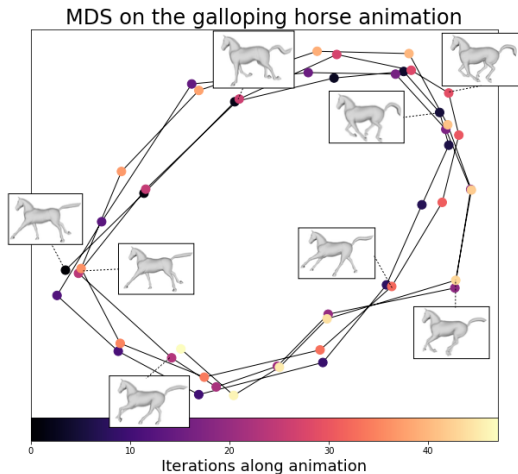 MDS on the galloping horse animation
0 10 20 30 40
Iterations along animation